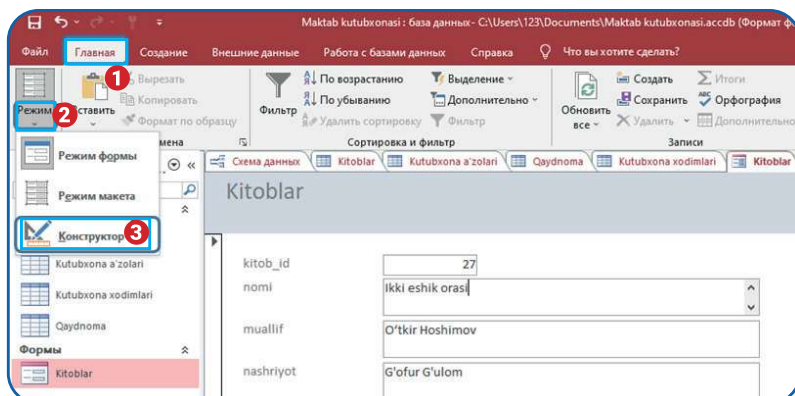 Maktab kutubxonasi : база данных- C:\Users\123\Documents\Maktab kutubxonasi.accdb (Формат ф
Файл Главная Создание Внешние данные Работа с базами данных Справка Что вы хотите сделать?
1
Режим
2
Вставить
Вырезать
Копировать
Формат по образцу
мена
Фильтр
По возрастанию
По убыванию
Удалить сортировку
Выделение
Дополнительно
Фильтр
Сортировка и фильтр
Обновить
все
Создать
Сохранить
Удалить
Итоги
Орфография
Дополнительно
Записи
Режим формы
Режим макета
Конструктор
3
Схема данных Kitoblar Kutubxona a'zolari Qaydnoma Kutubxona xodimlari Kitoblar
Kutubxona a'zolari
Kutubxona xodimlari
Qaydnoma
Формы
Kitoblar
Kitoblar
kitob_id 27
nomi Ikki eshik orasi
muallif O'tkir Hoshimov
nashriyot G'ofur G'ulom